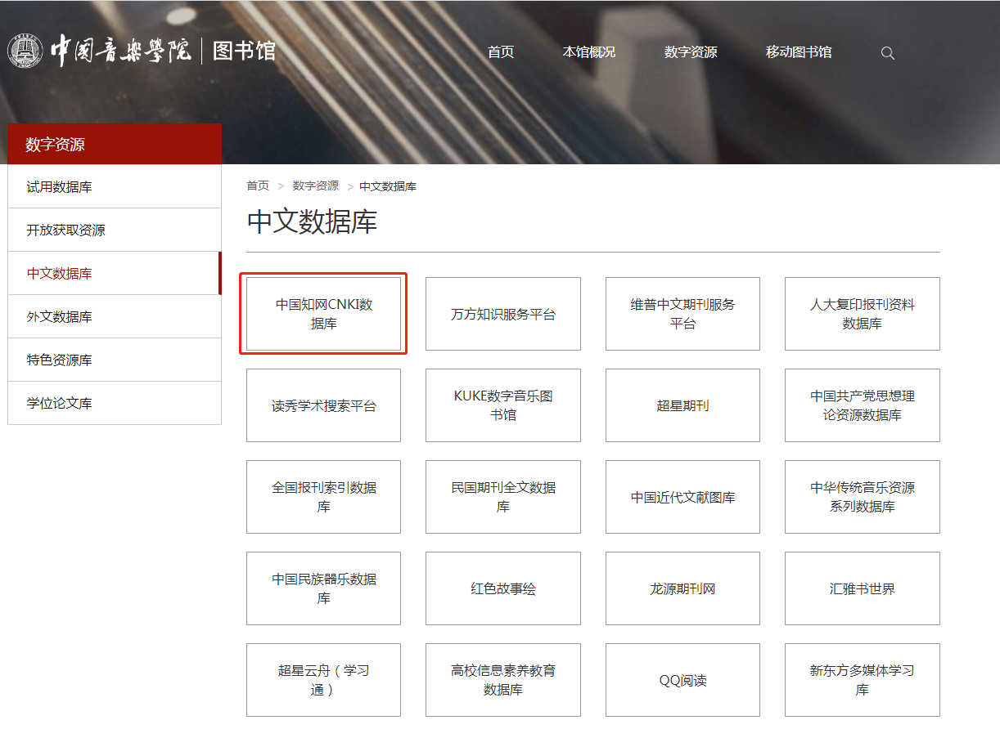 中国音乐学院 图书馆
首页 本馆概况 数字资源 移动图书馆
数字资源
试用数据库
开放获取资源
中文数据库
外文数据库
特色资源库
学位论文库
首页 > 数字资源 > 中文数据库
中文数据库
中国知网CNKI数
据库
万方知识服务平台
维普中文期刊服务
平台
人大复印报刊资料
数据库
读秀学术搜索平台
KUKE数字音乐图
书馆
超星期刊
中国共产党思想理
论资源数据库
全国报刊索引数据
库
民国期刊全文数据
库
中国近代文献图库
中华传统音乐资源
系列数据库
中国民族器乐数据
库
红色故事绘
龙源期刊网
汇雅书世界
超星云舟（学习
通）
高校信息素养教育
数据库
QQ阅读
新东方多媒体学习
库